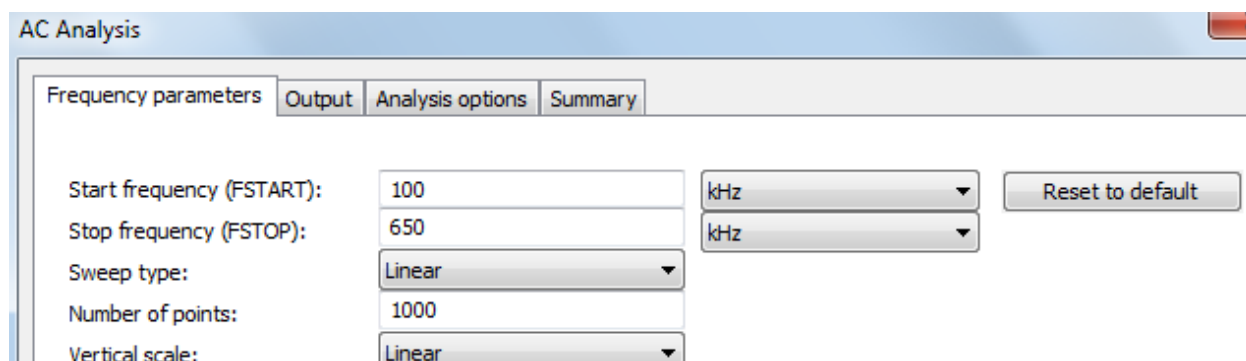 AC Analysis
Frequency parameters Output Analysis options Summary
Start frequency (FSTART): 100 kHz Reset to default
Stop frequency (FSTOP): 650 kHz
Sweep type: Linear
Number of points: 1000
Vertical scale: Linear